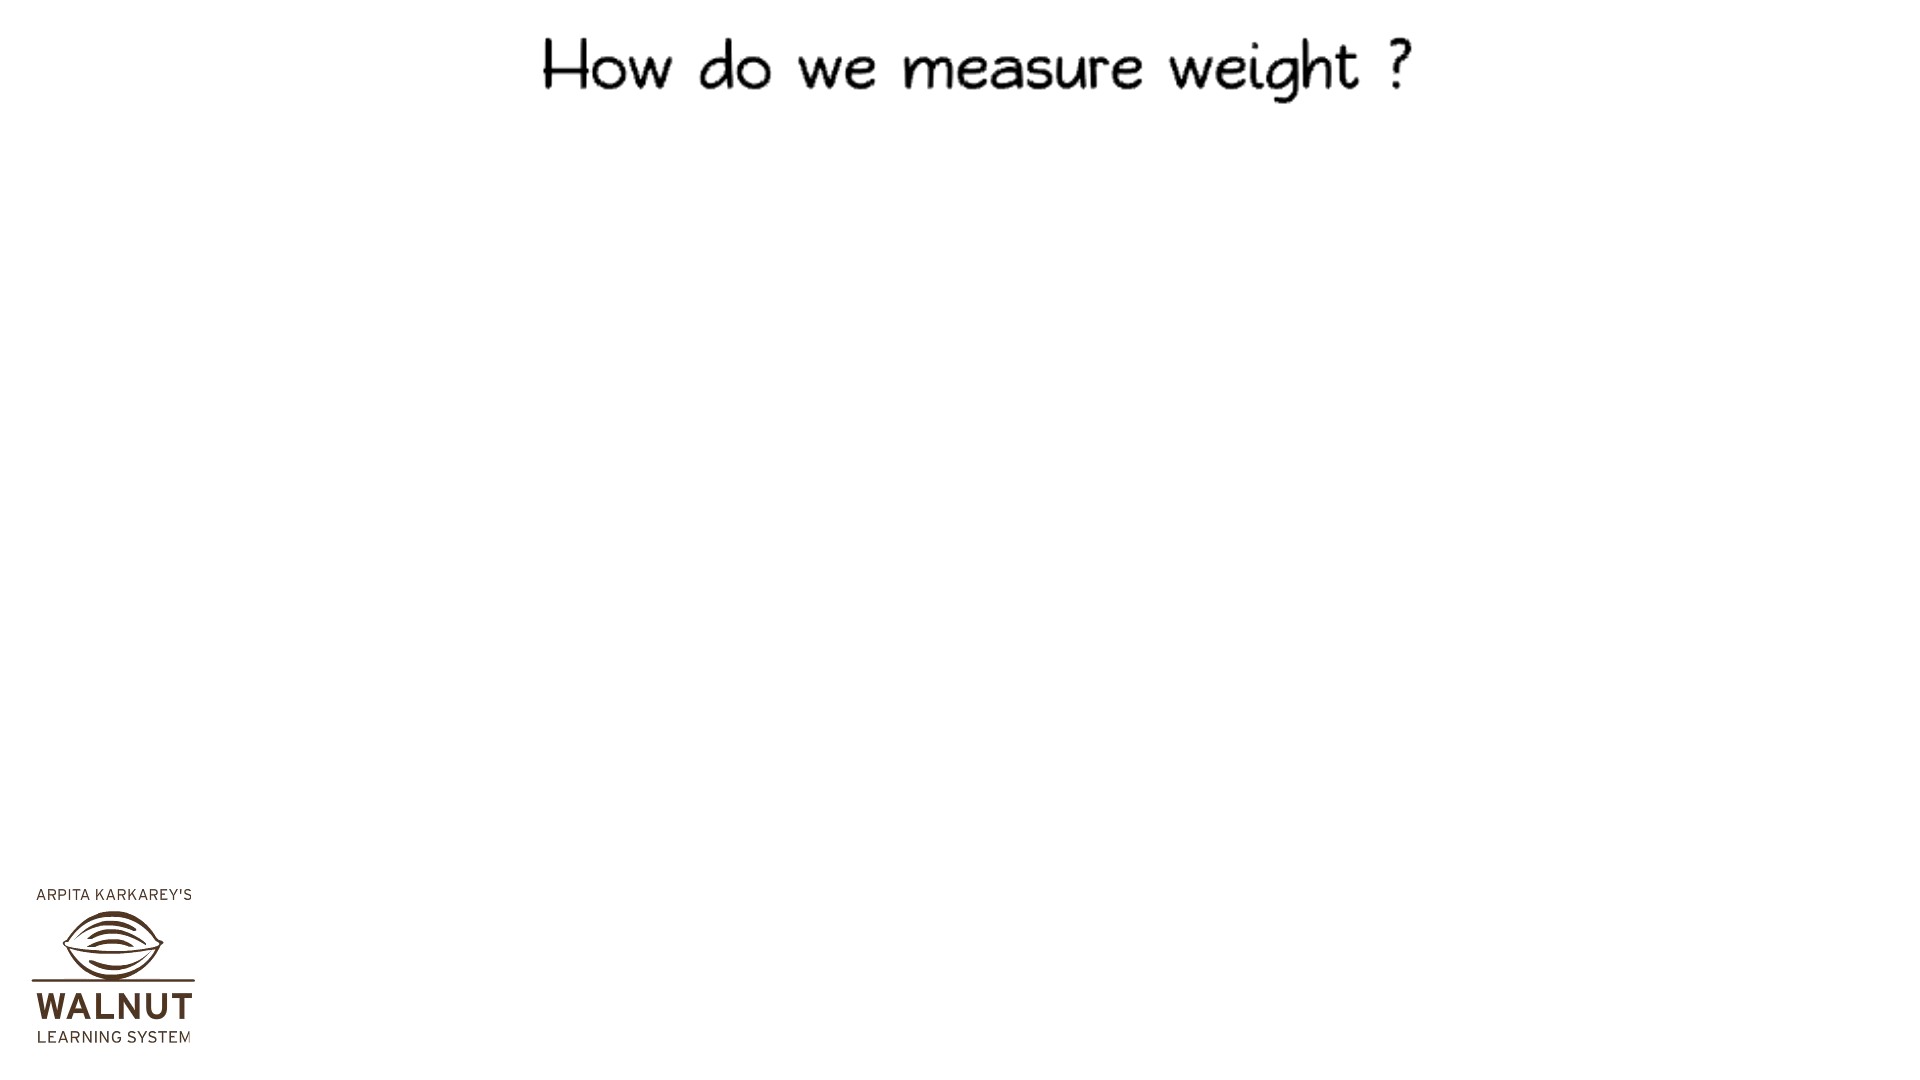 How do we measure weight ?
ARPITA KARKAREY'S
WALNUT
LEARNING SYSTEM